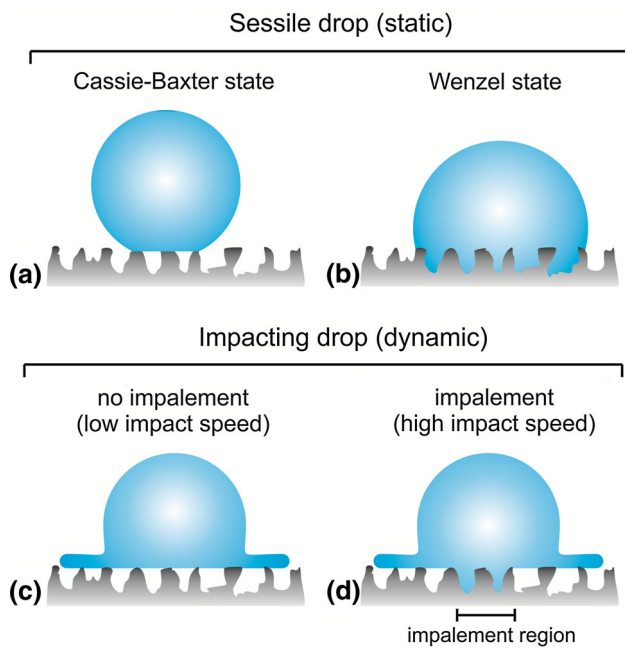 Sessile drop (static)
Cassie-Baxter state
Wenzel state
(a)
(b)
Impacting drop (dynamic)
no impalement
(low impact speed)
impalement
(high impact speed)
(c)
(d)
impalement region